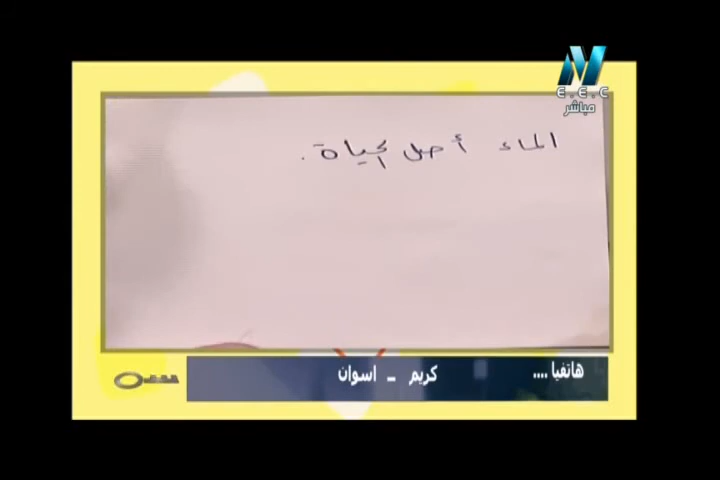 E.E.C
مباشر
الماء أصل الحياة.
هاتفيا ....
كريم - اسوان